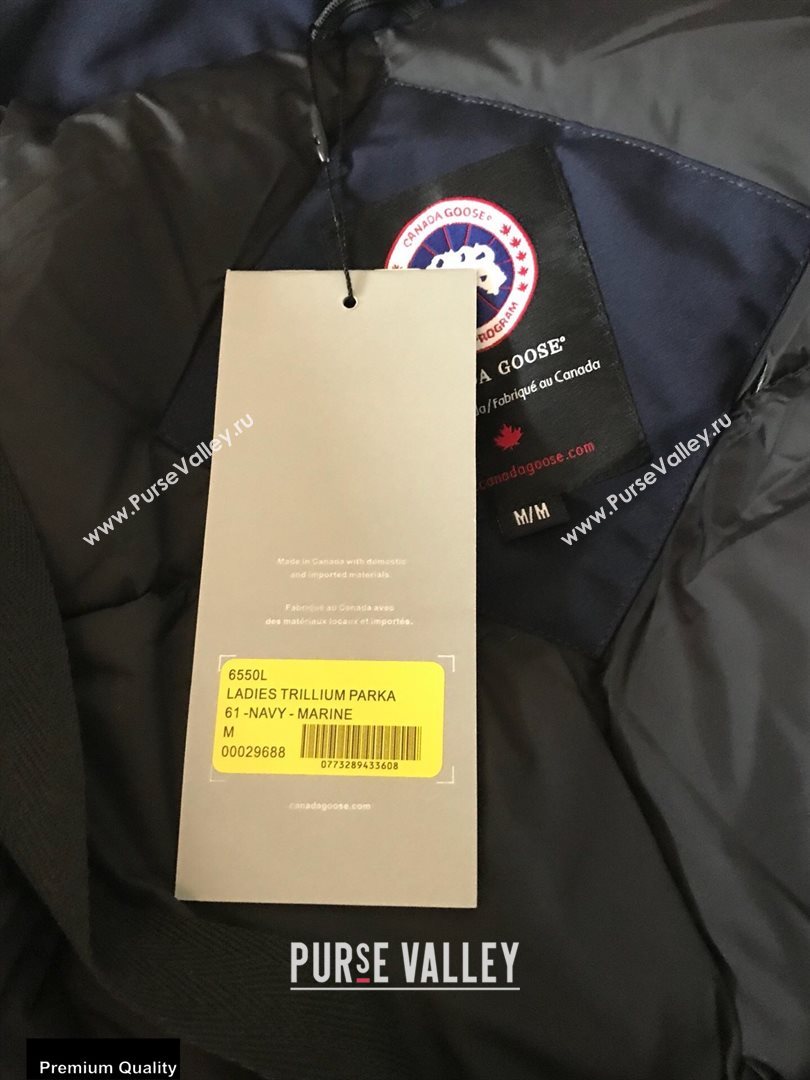 CANADA GOOSE®
PROGRAM
A GOOSE®
da/Fabriqué au Canada
.canadagoose.com
M/M
www.PurseValley.ru
www.PurseValley.ru
Made in Canada with domestic
and imported materials.
Fabriqué au Canada avec
des matériaux locaux et importés.
6550L
LADIES TRILLIUM PARKA
61 -NAVY - MARINE
M
00029688
0773289433608
canadagoose.com
PURSE VALLEY
Premium Quality